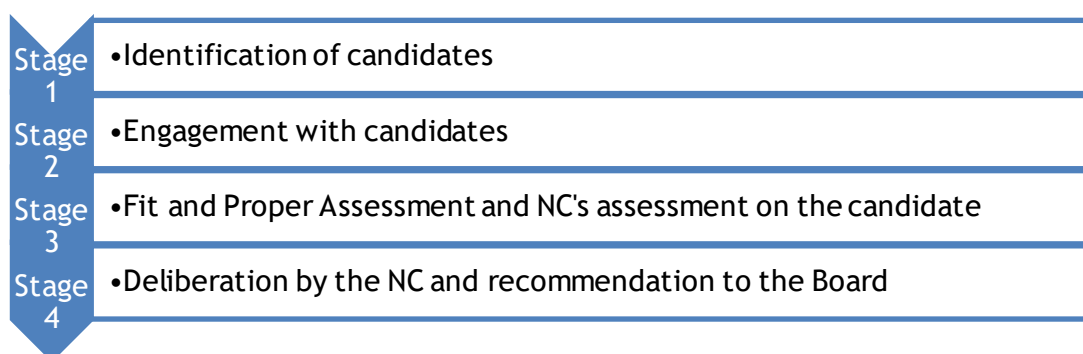 Stage 1
•Identification of candidates
Stage 2
•Engagement with candidates
Stage 3
•Fit and Proper Assessment and NC's assessment on the candidate
Stage 4
•Deliberation by the NC and recommendation to the Board